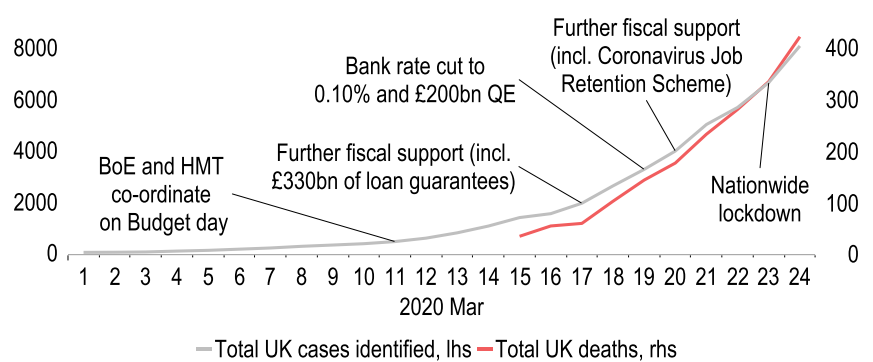 Further fiscal support
(incl. Coronavirus Job
Retention Scheme)
Bank rate cut to
0.10% and £200bn QE
Further fiscal support (incl.
£330bn of loan guarantees)
BoE and HMT
co-ordinate
on Budget day
Nationwide
lockdown
8000
6000
4000
2000
0
400
300
200
100
0
1 2 3 4 5 6 7 8 9 10 11 12 13 14 15 16 17 18 19 20 21 22 23 24
2020 Mar
Total UK cases identified, lhs Total UK deaths, rhs